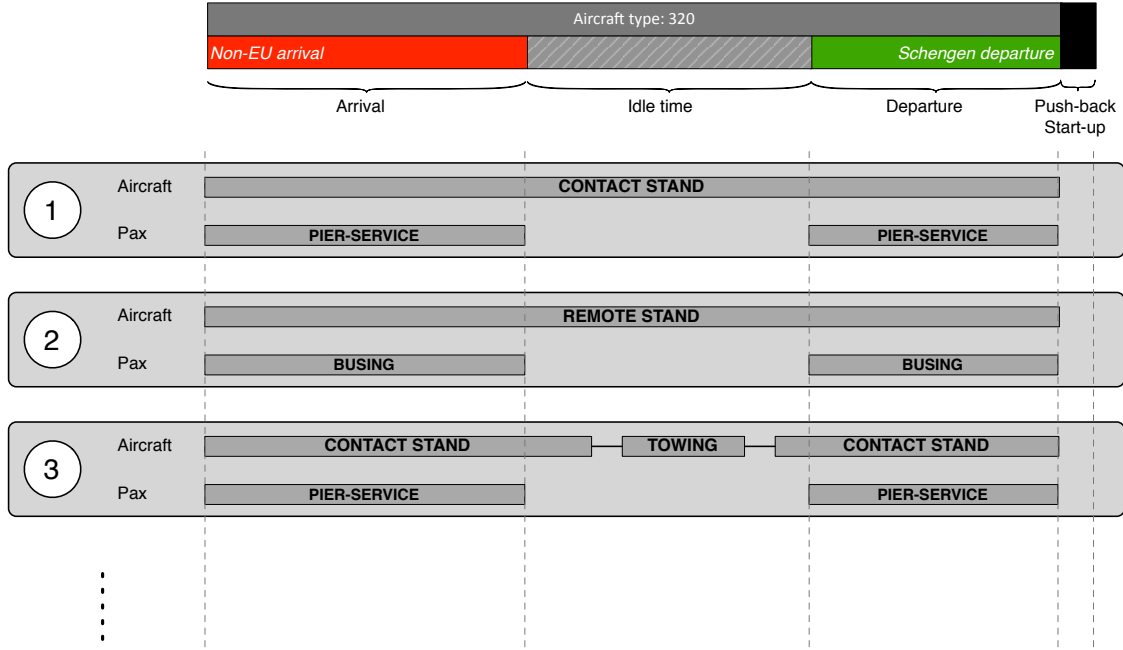 Aircraft type: 320
Non-EU arrival Schengen departure
Arrival Idle time Departure Push-back
Start-up
1
Aircraft CONTACT STAND
Pax PIER-SERVICE PIER-SERVICE
2
Aircraft REMOTE STAND
Pax BUSING BUSING
3
Aircraft CONTACT STAND TOWING CONTACT STAND
Pax PIER-SERVICE PIER-SERVICE